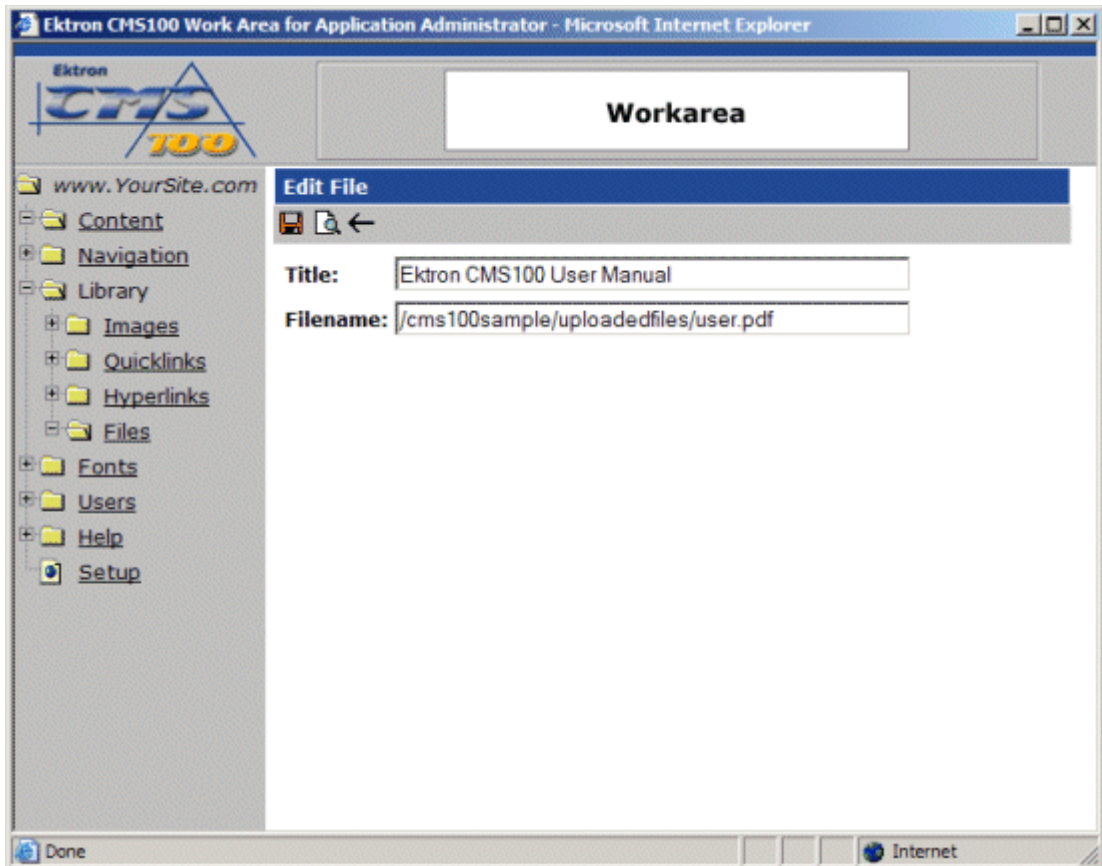 Ektron CMS100 Work Area for Application Administrator - Microsoft Internet Explorer
Ektron
CMS
100
Workarea
www.YourSite.com
Content
Navigation
Library
Images
Quicklinks
Hyperlinks
Files
Fonts
Users
Help
Setup
Edit File
Title: Ektron CMS100 User Manual
Filename: /cms100sample/uploadedfiles/user.pdf
Done
Internet